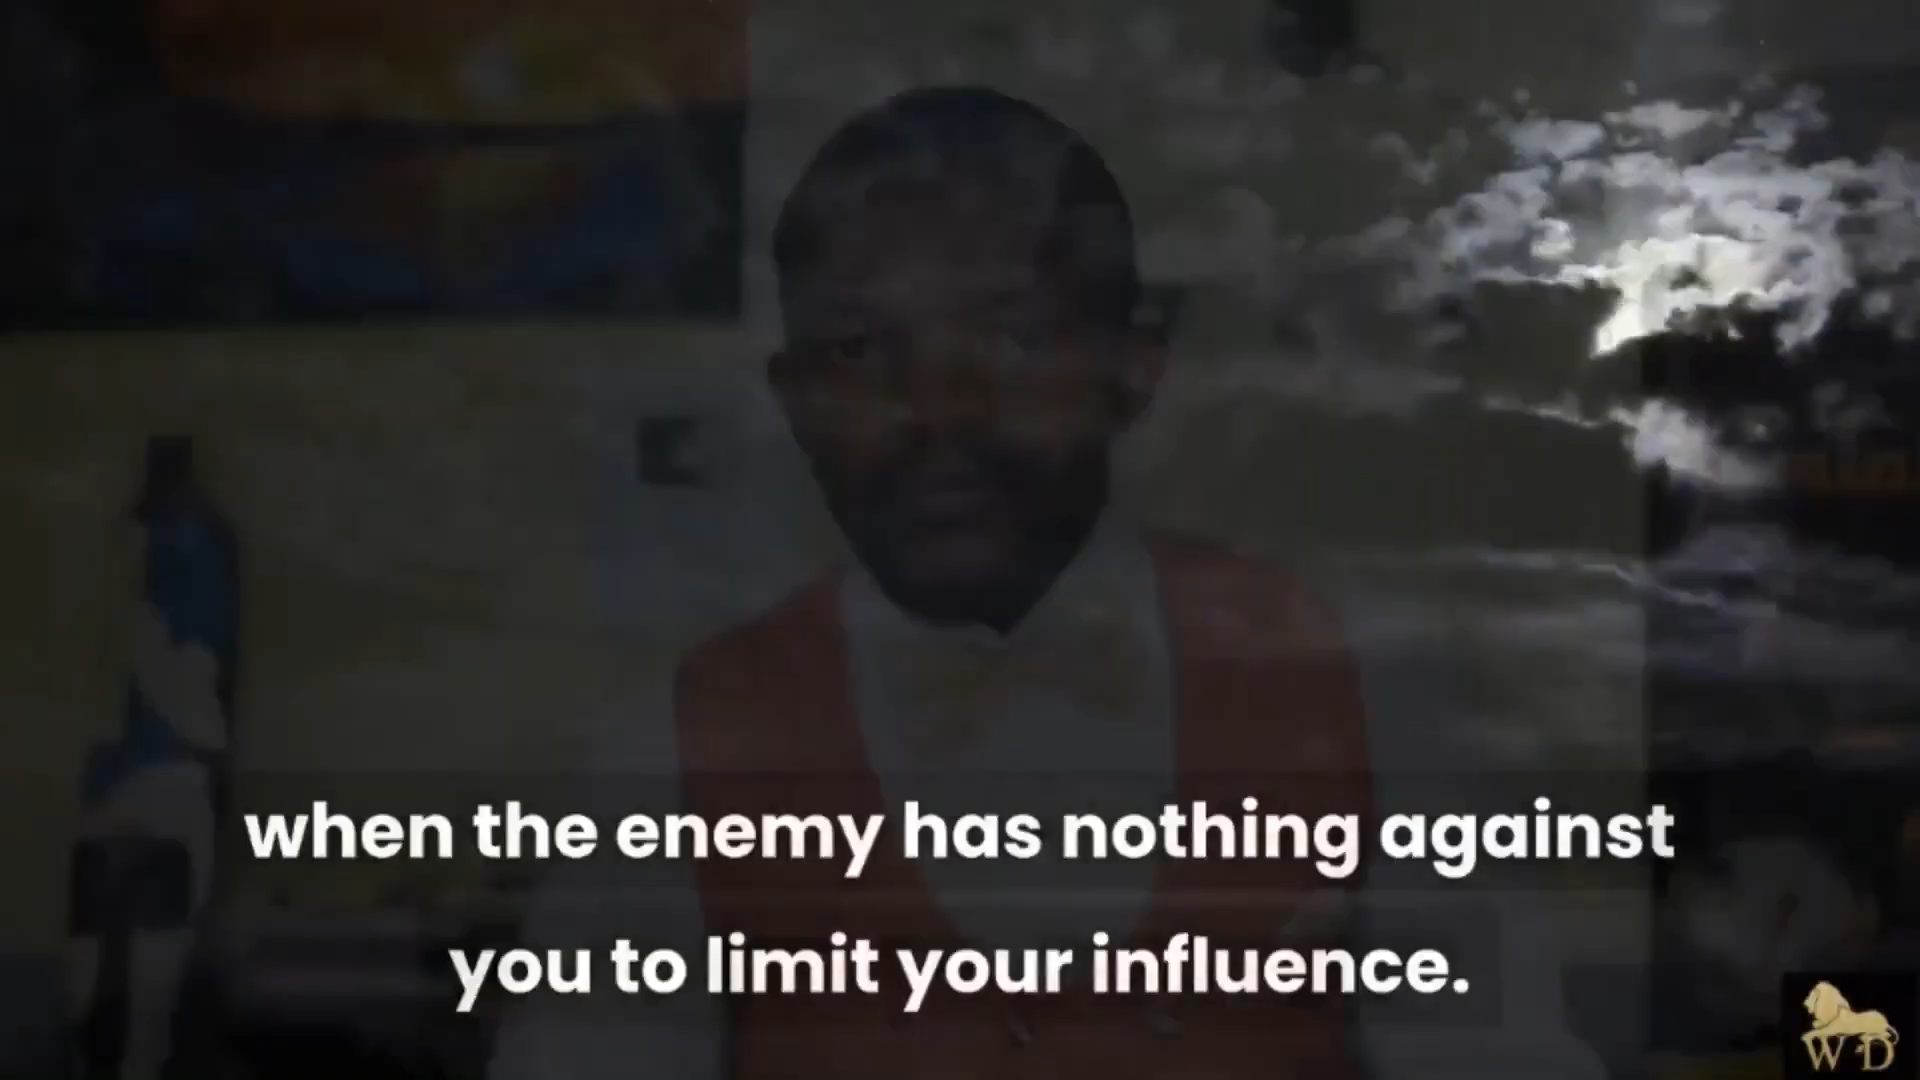 when the enemy has nothing against
you to limit your influence.
W D